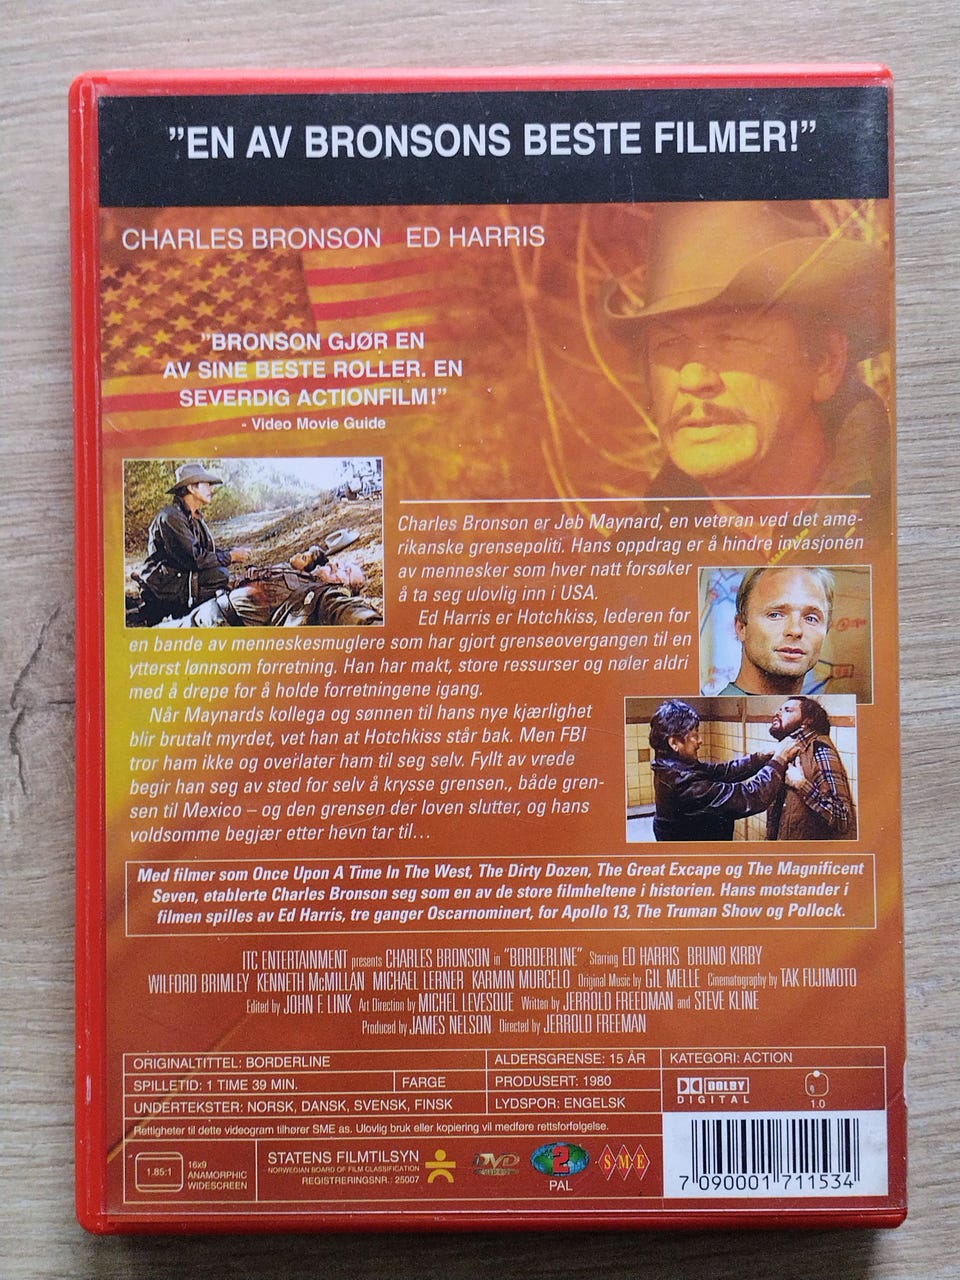 "EN AV BRONSONS BESTE FILMER!"
CHARLES BRONSON ED HARRIS
"BRONSON GJØR EN
AV SINE BESTE ROLLER. EN
SEVERDIG ACTIONFILM!"
- Video Movie Guide
Charles Bronson er Jeb Maynard, en veteran ved det ame-
rikanske grensepoliti. Hans oppdrag er å hindre invasjonen
av mennesker som hver natt forsøker
å ta seg ulovlig inn i USA.
Ed Harris er Hotchkiss, lederen for
en bande av menneskesmuglere som har gjort grenseovergangen til en
ytterst lønnsom forretning. Han har makt, store ressurser og nøler aldri
med å drepe for å holde forretningene igang.
Når Maynards kollega og sønnen til hans nye kjærlighet
blir brutalt myrdet, vet han at Hotchkiss står bak. Men FBI
tror ham ikke og overlater ham til seg selv. Fyllt av vrede
begir han seg av sted for selv å krysse grensen., både gren-
sen til Mexico – og den grensen der loven slutter, og hans
voldsomme begjær etter hevn tar til...
Med filmer som Once Upon A Time In The West, The Dirty Dozen, The Great Excape og The Magnificent
Seven, etablerte Charles Bronson seg som en av de store filmheltene i historien. Hans motstander i
filmen spilles av Ed Harris, tre ganger Oscarnominert, for Apollo 13, The Truman Show og Pollock.
ITC ENTERTAINMENT presents CHARLES BRONSON in "BORDERLINE" Starring ED HARRIS BRUNO KIRBY
WILFORD BRIMLEY KENNETH McMILLAN MICHAEL LERNER KARMIN MURCELO Original Music by GIL MELLE Cinematography by TAK FUJIMOTO
Edited by JOHN F. LINK Art Direction by MICHEL LEVESQUE Written by JERROLD FREEDMAN and STEVE KLINE
Produced by JAMES NELSON Directed by JERROLD FREEMAN
ORIGINALTITTEL: BORDERLINE ALDERSGRENSE: 15 ÅR KATEGORI: ACTION
SPILLETID: 1 TIME 39 MIN. FARGE PRODUSERT: 1980
UNDERTEKSTER: NORSK, DANSK, SVENSK, FINSK LYDSPOR: ENGELSK
DOLBY
DIGITAL 1.0
Rettigheter til dette videogram tilhører SME as. Ulovlig bruk eller kopiering vil medføre rettsforfølgelse.
1.85:1
16x9
ANAMORPHIC
WIDESCREEN
STATENS FILMTILSYN
NORWEGIAN BOARD OF FILM CLASSIFICATION
REGISTRERINGSNR.: 25007
DVD
2
PAL
SME
7 090001 711534